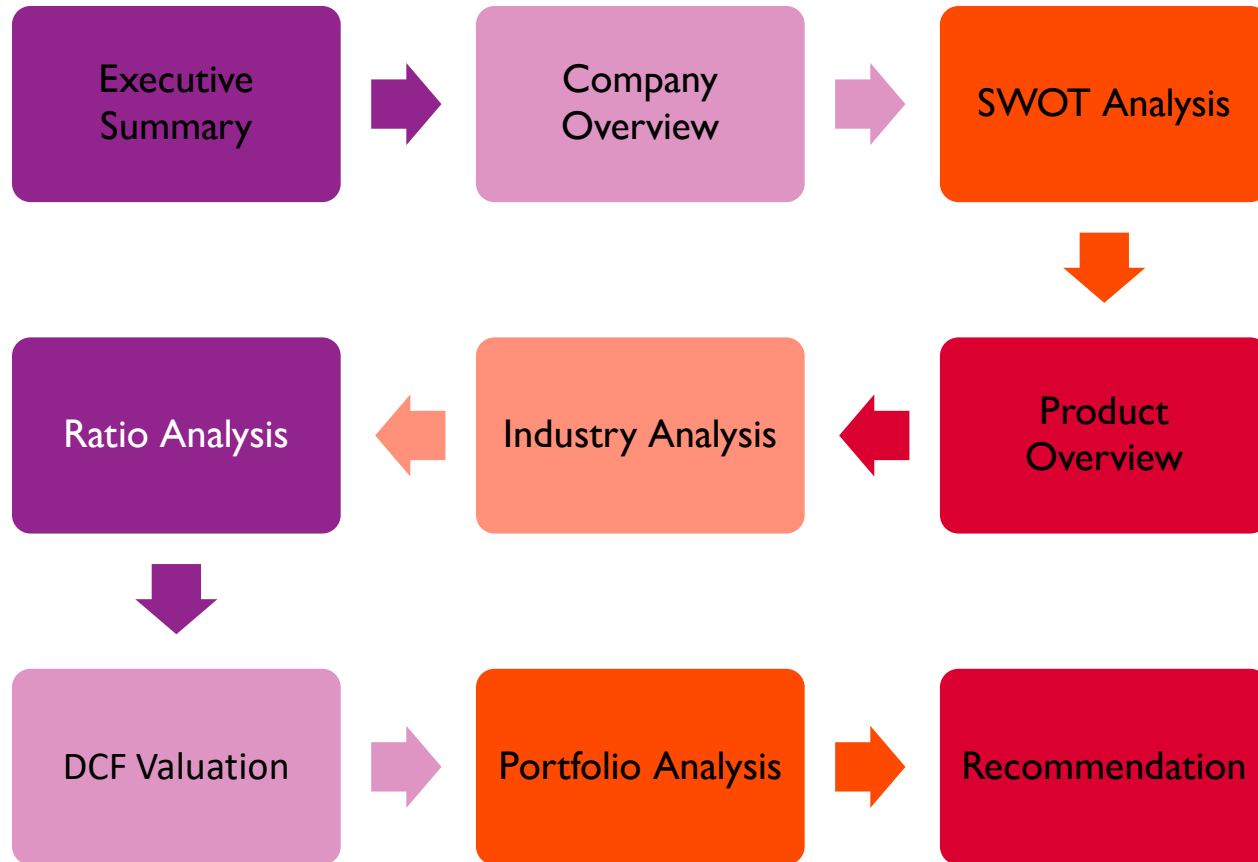 Executive
Summary
Company
Overview
SWOT Analysis
Product
Overview
Industry Analysis
Ratio Analysis
DCF Valuation
Portfolio Analysis
Recommendation